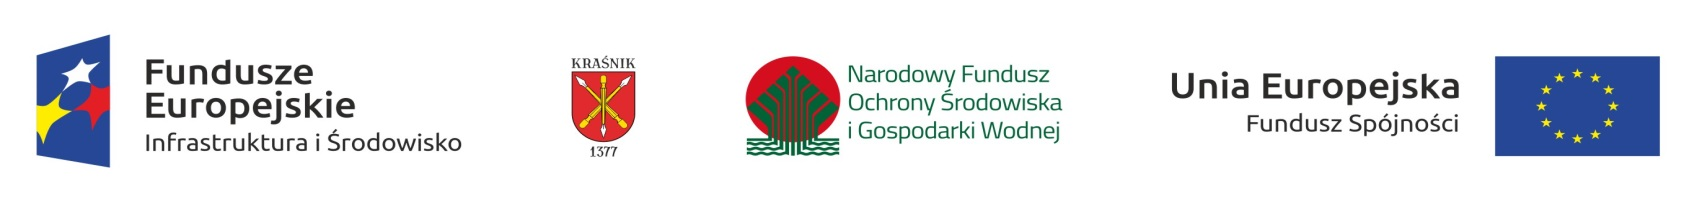 Fundusze
Europejskie
Infrastruktura i Środowisko
KRAŚNIK
1377
Narodowy Fundusz
Ochrony Środowiska
i Gospodarki Wodnej
Unia Europejska
Fundusz Spójności